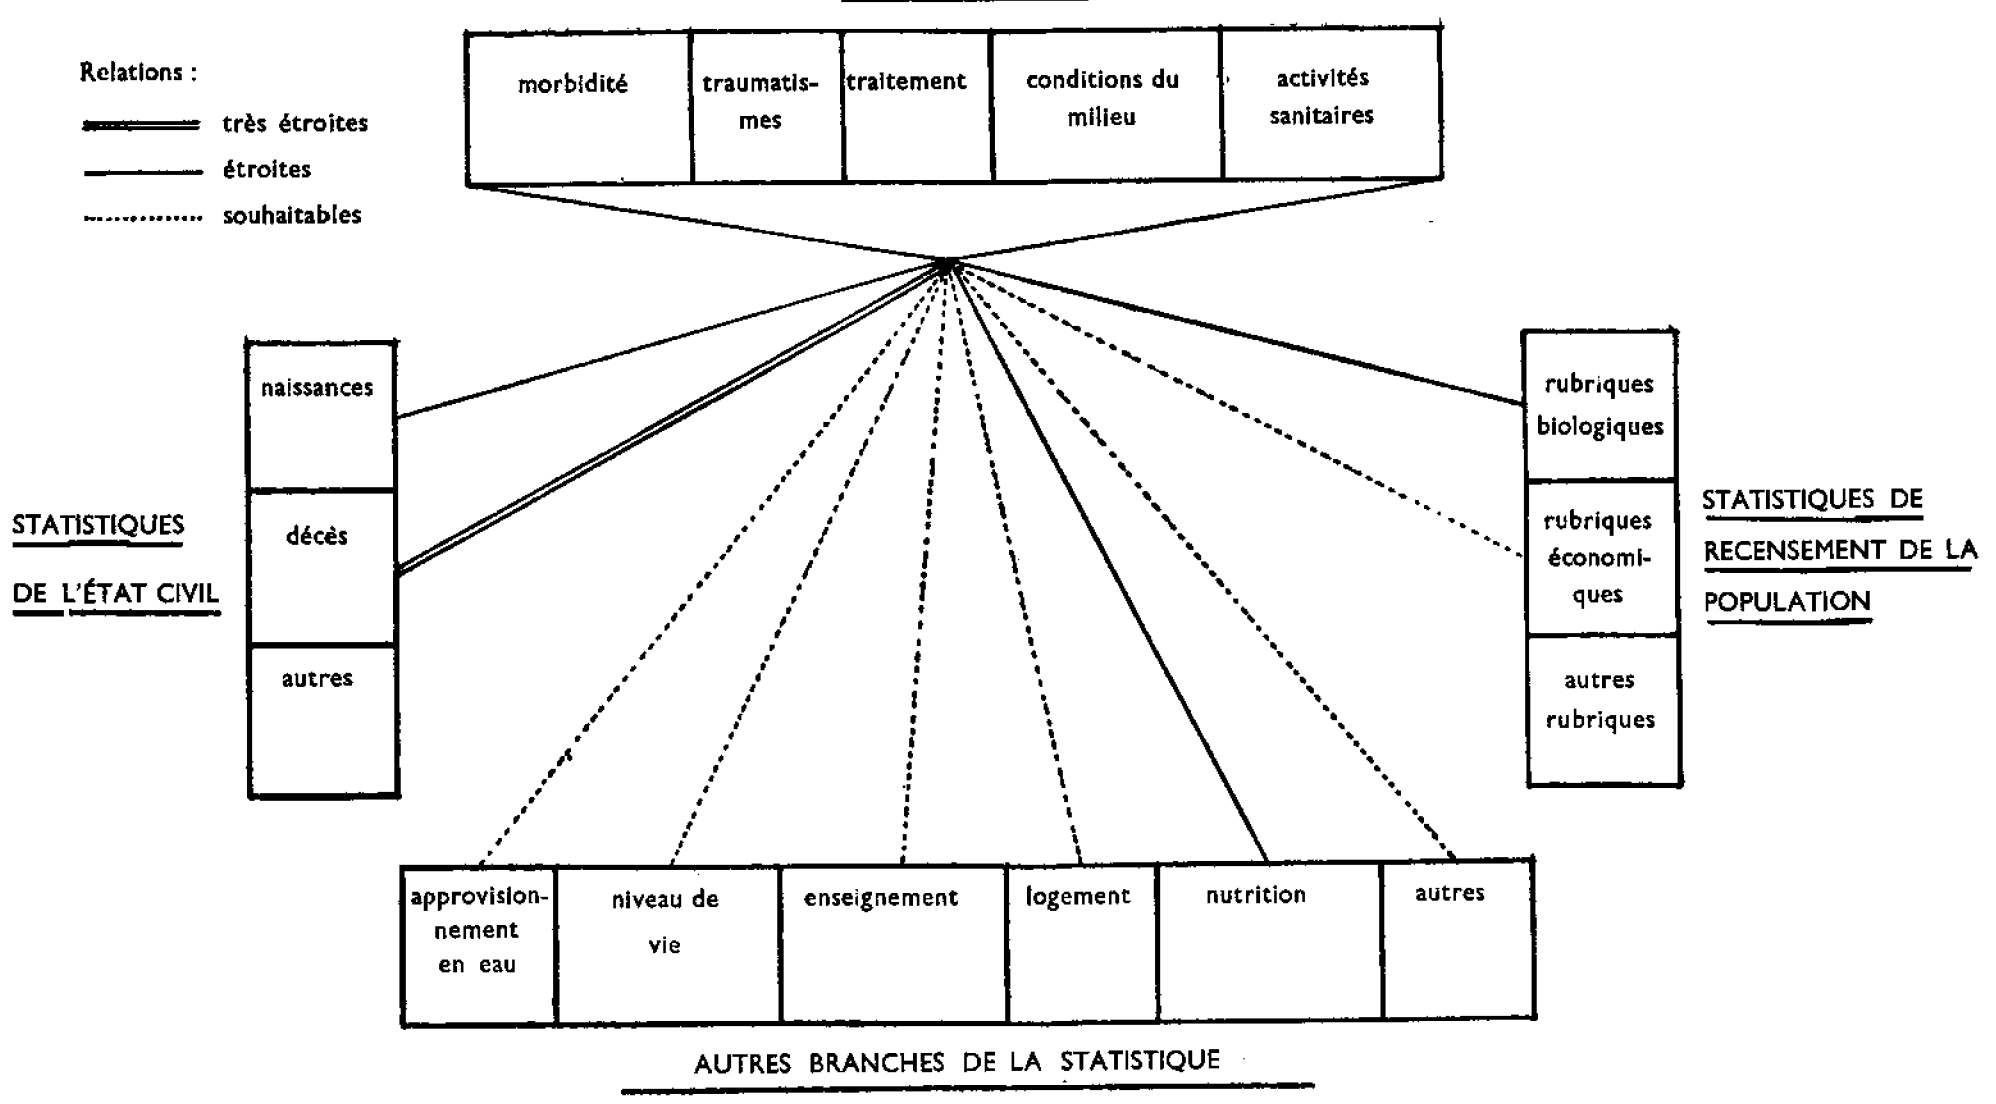 Relations :
très étroites
étroites
souhaitables
morbidité
traumatis-
mes
traitement
conditions du
milieu
activités
sanitaires
naissances
décès
autres
STATISTIQUES
DE L'ÉTAT CIVIL
rubriques
biologiques
rubriques
économi-
ques
autres
rubriques
STATISTIQUES DE
RECENSEMENT DE LA
POPULATION
approvision-
nement
en eau
niveau de
vie
enseignement
logement
nutrition
autres
AUTRES BRANCHES DE LA STATISTIQUE